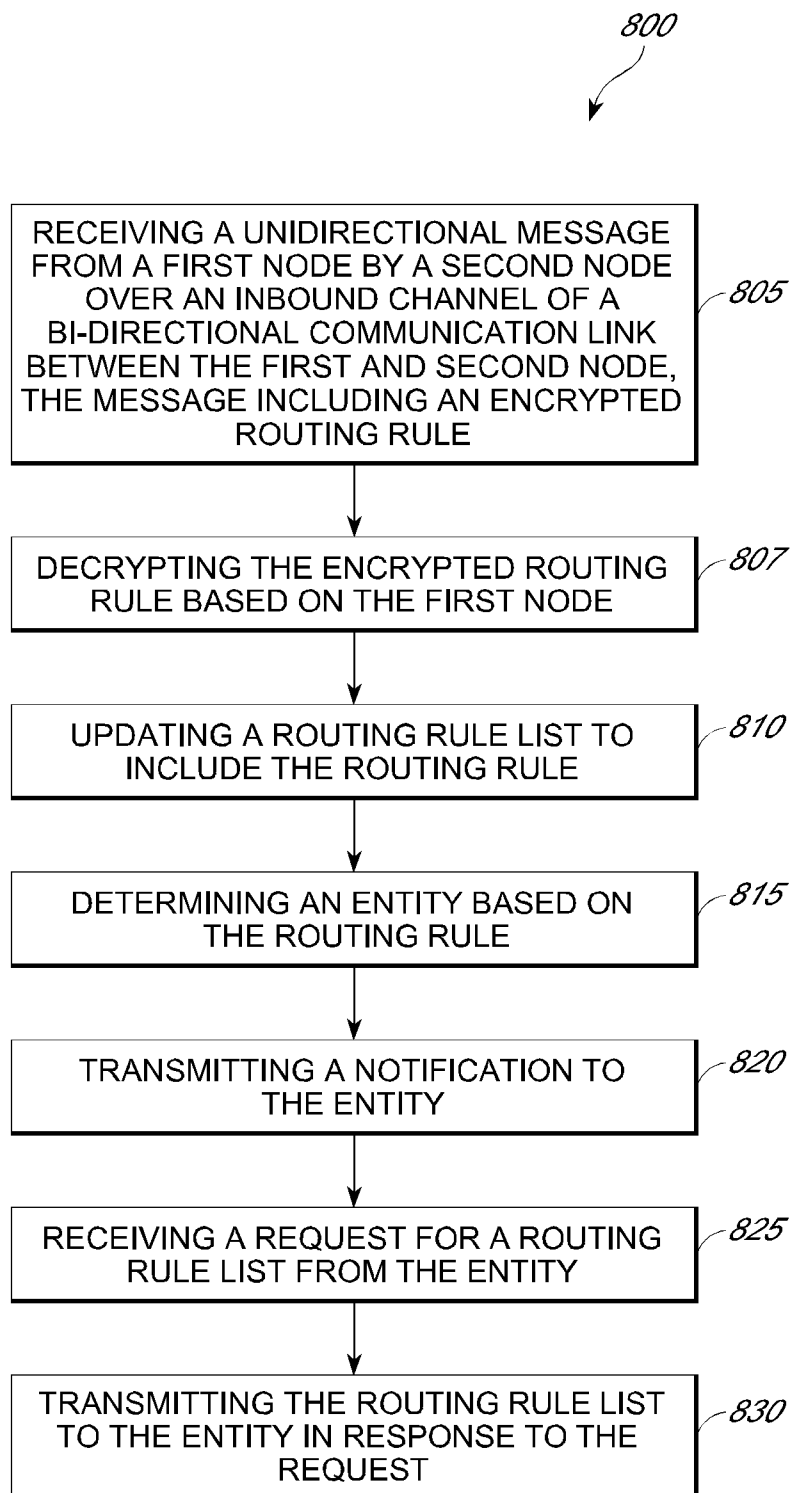 800
RECEIVING A UNIDIRECTIONAL MESSAGE
FROM A FIRST NODE BY A SECOND NODE
OVER AN INBOUND CHANNEL OF A
BI-DIRECTIONAL COMMUNICATION LINK
BETWEEN THE FIRST AND SECOND NODE,
THE MESSAGE INCLUDING AN ENCRYPTED
ROUTING RULE
805
DECRYPTING THE ENCRYPTED ROUTING
RULE BASED ON THE FIRST NODE
807
UPDATING A ROUTING RULE LIST TO
INCLUDE THE ROUTING RULE
810
DETERMINING AN ENTITY BASED ON
THE ROUTING RULE
815
TRANSMITTING A NOTIFICATION TO
THE ENTITY
820
RECEIVING A REQUEST FOR A ROUTING
RULE LIST FROM THE ENTITY
825
TRANSMITTING THE ROUTING RULE LIST
TO THE ENTITY IN RESPONSE TO THE
REQUEST
830